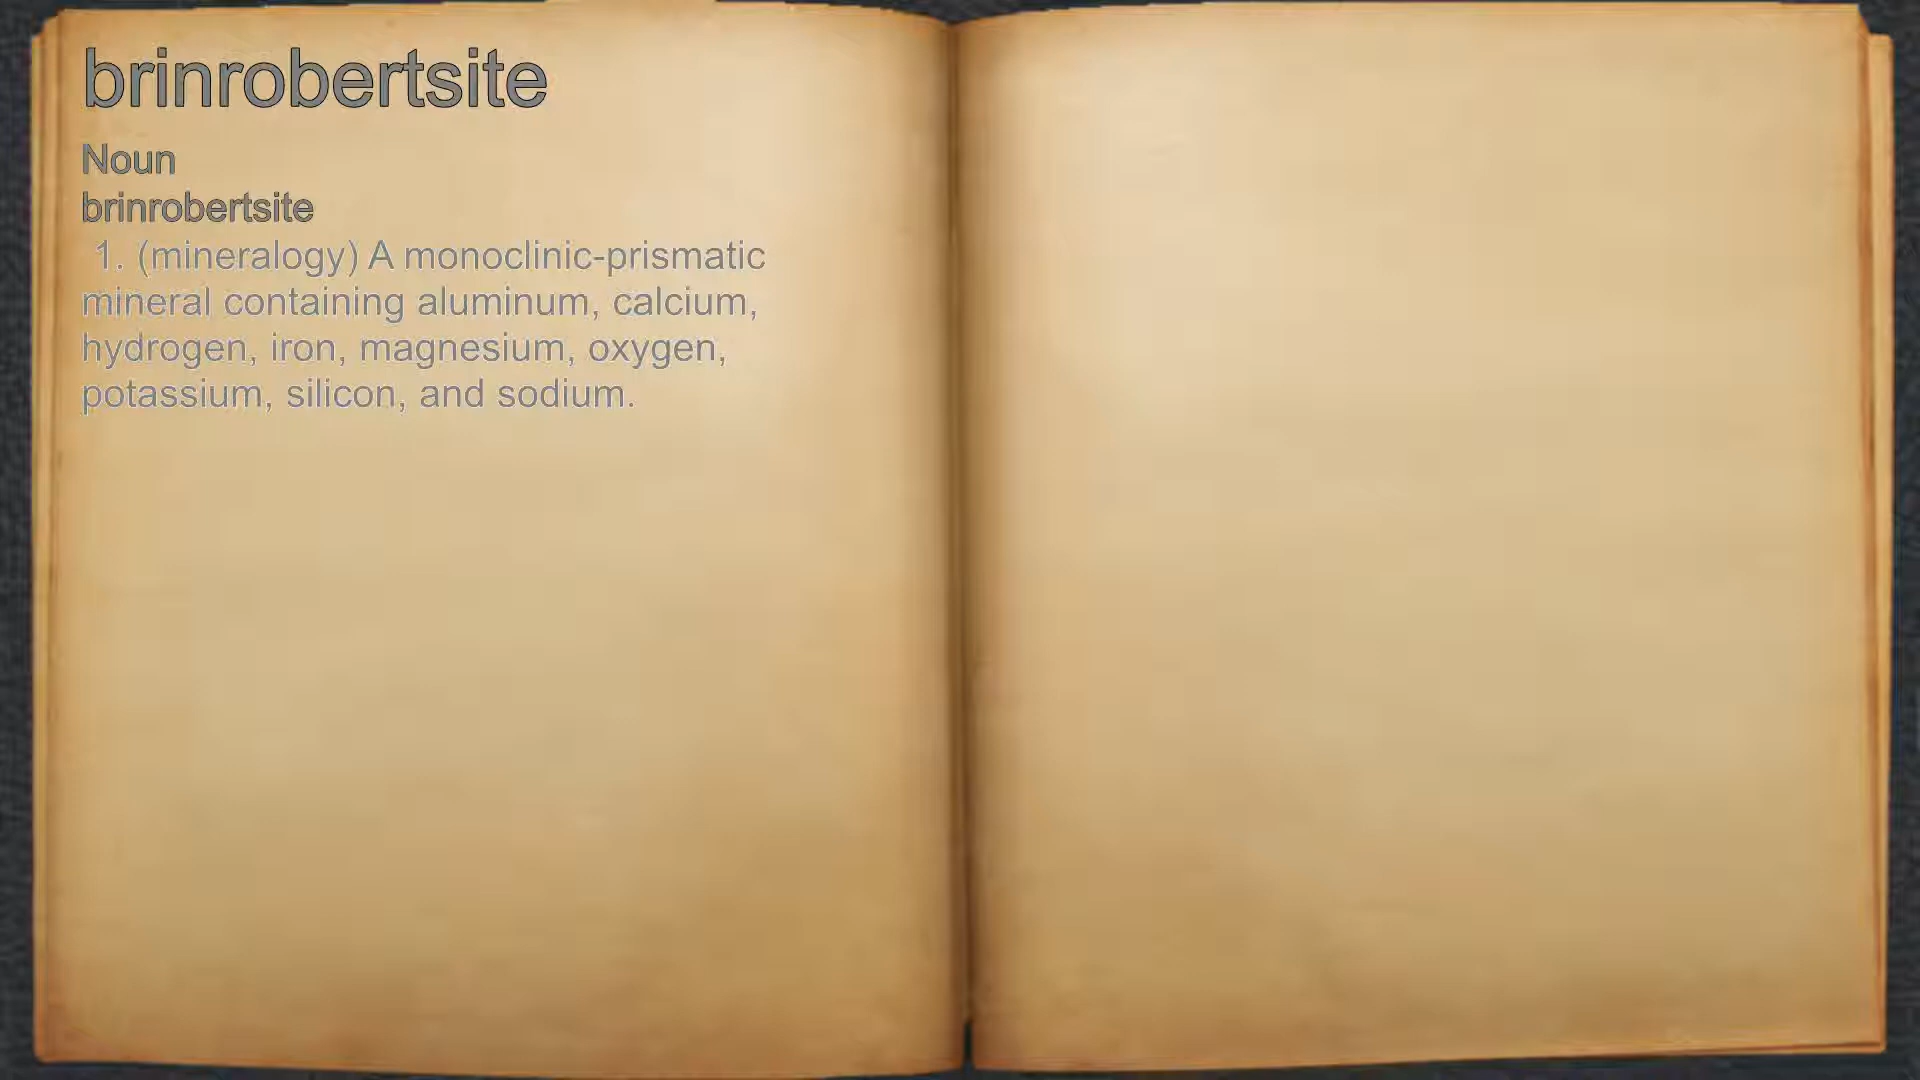 brinrobertsite
Noun
brinrobertsite
1. (mineralogy) A monoclinic-prismatic
mineral containing aluminum, calcium,
hydrogen, iron, magnesium, oxygen,
potassium, silicon, and sodium.